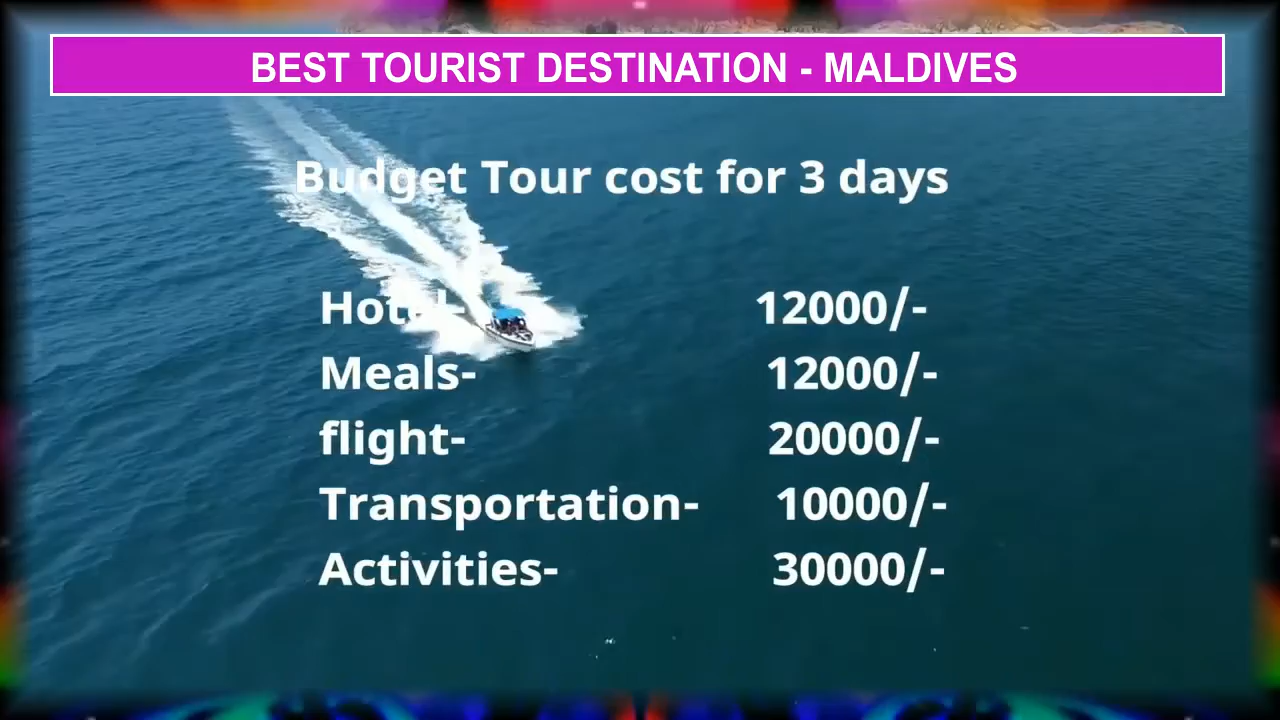 BEST TOURIST DESTINATION - MALDIVES
Budget Tour cost for 3 days
Hotel- 12000/-
Meals- 12000/-
flight- 20000/-
Transportation- 10000/-
Activities- 30000/-